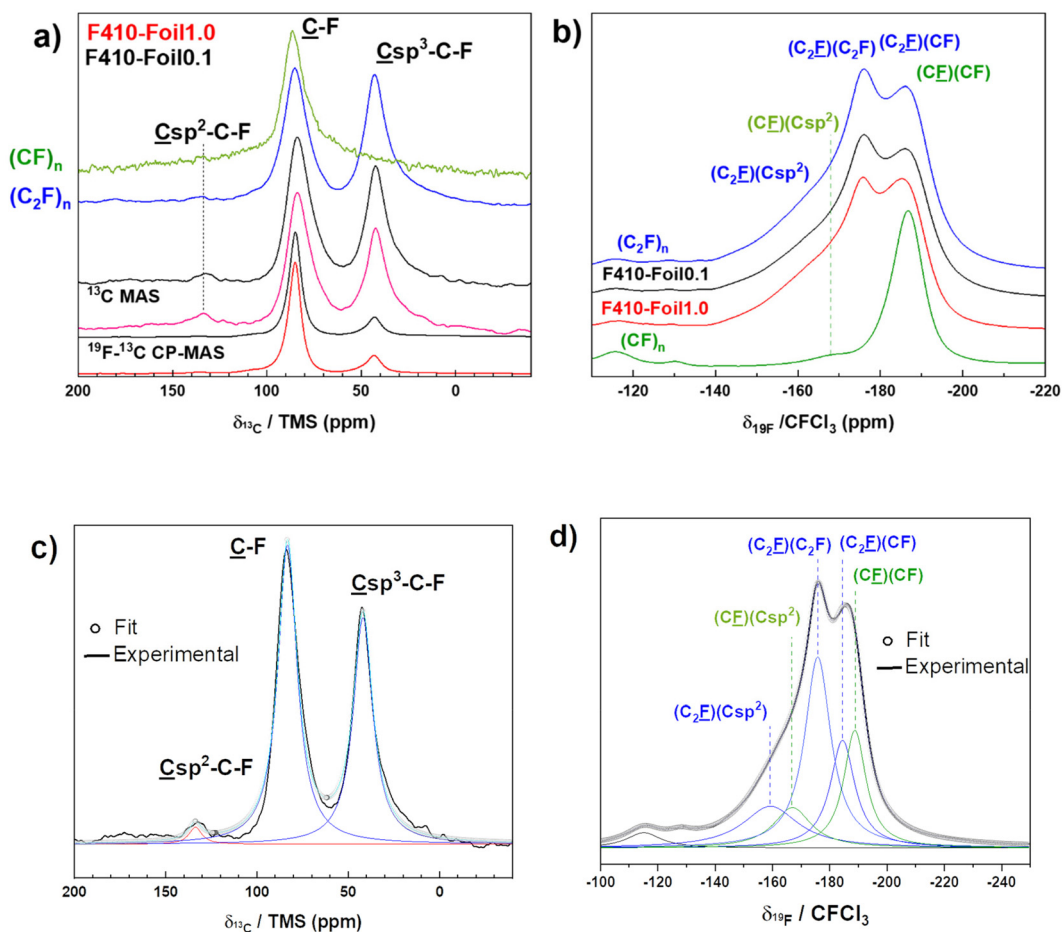 a)
F410-Foil1.0
F410-Foil0.1
C-F
Csp³-C-F
Csp²-C-F
(CF)ₙ
(C₂F)ₙ
¹³C MAS
¹⁹F-¹³C CP-MAS
200 150 100 50 0
δ₁₃C / TMS (ppm)
b)
(C₂F)(C₂F) (C₂F)(CF)
(CF)(CF)
(CF)(Csp²)
(C₂F)(Csp²)
(C₂F)ₙ
F410-Foil0.1
F410-Foil1.0
(CF)ₙ
-120 -140 -160 -180 -200 -220
δ₁₉F /CFCl₃ (ppm)
c)
C-F
Csp³-C-F
Fit
Experimental
Csp²-C-F
200 150 100 50 0
δ₁₃C / TMS (ppm)
d)
(C₂F)(C₂F) (C₂F)(CF)
(CF)(CF)
(CF)(Csp²)
Fit
Experimental
(C₂F)(Csp²)
-100 -120 -140 -160 -180 -200 -220 -240
δ₁₉F / CFCl₃